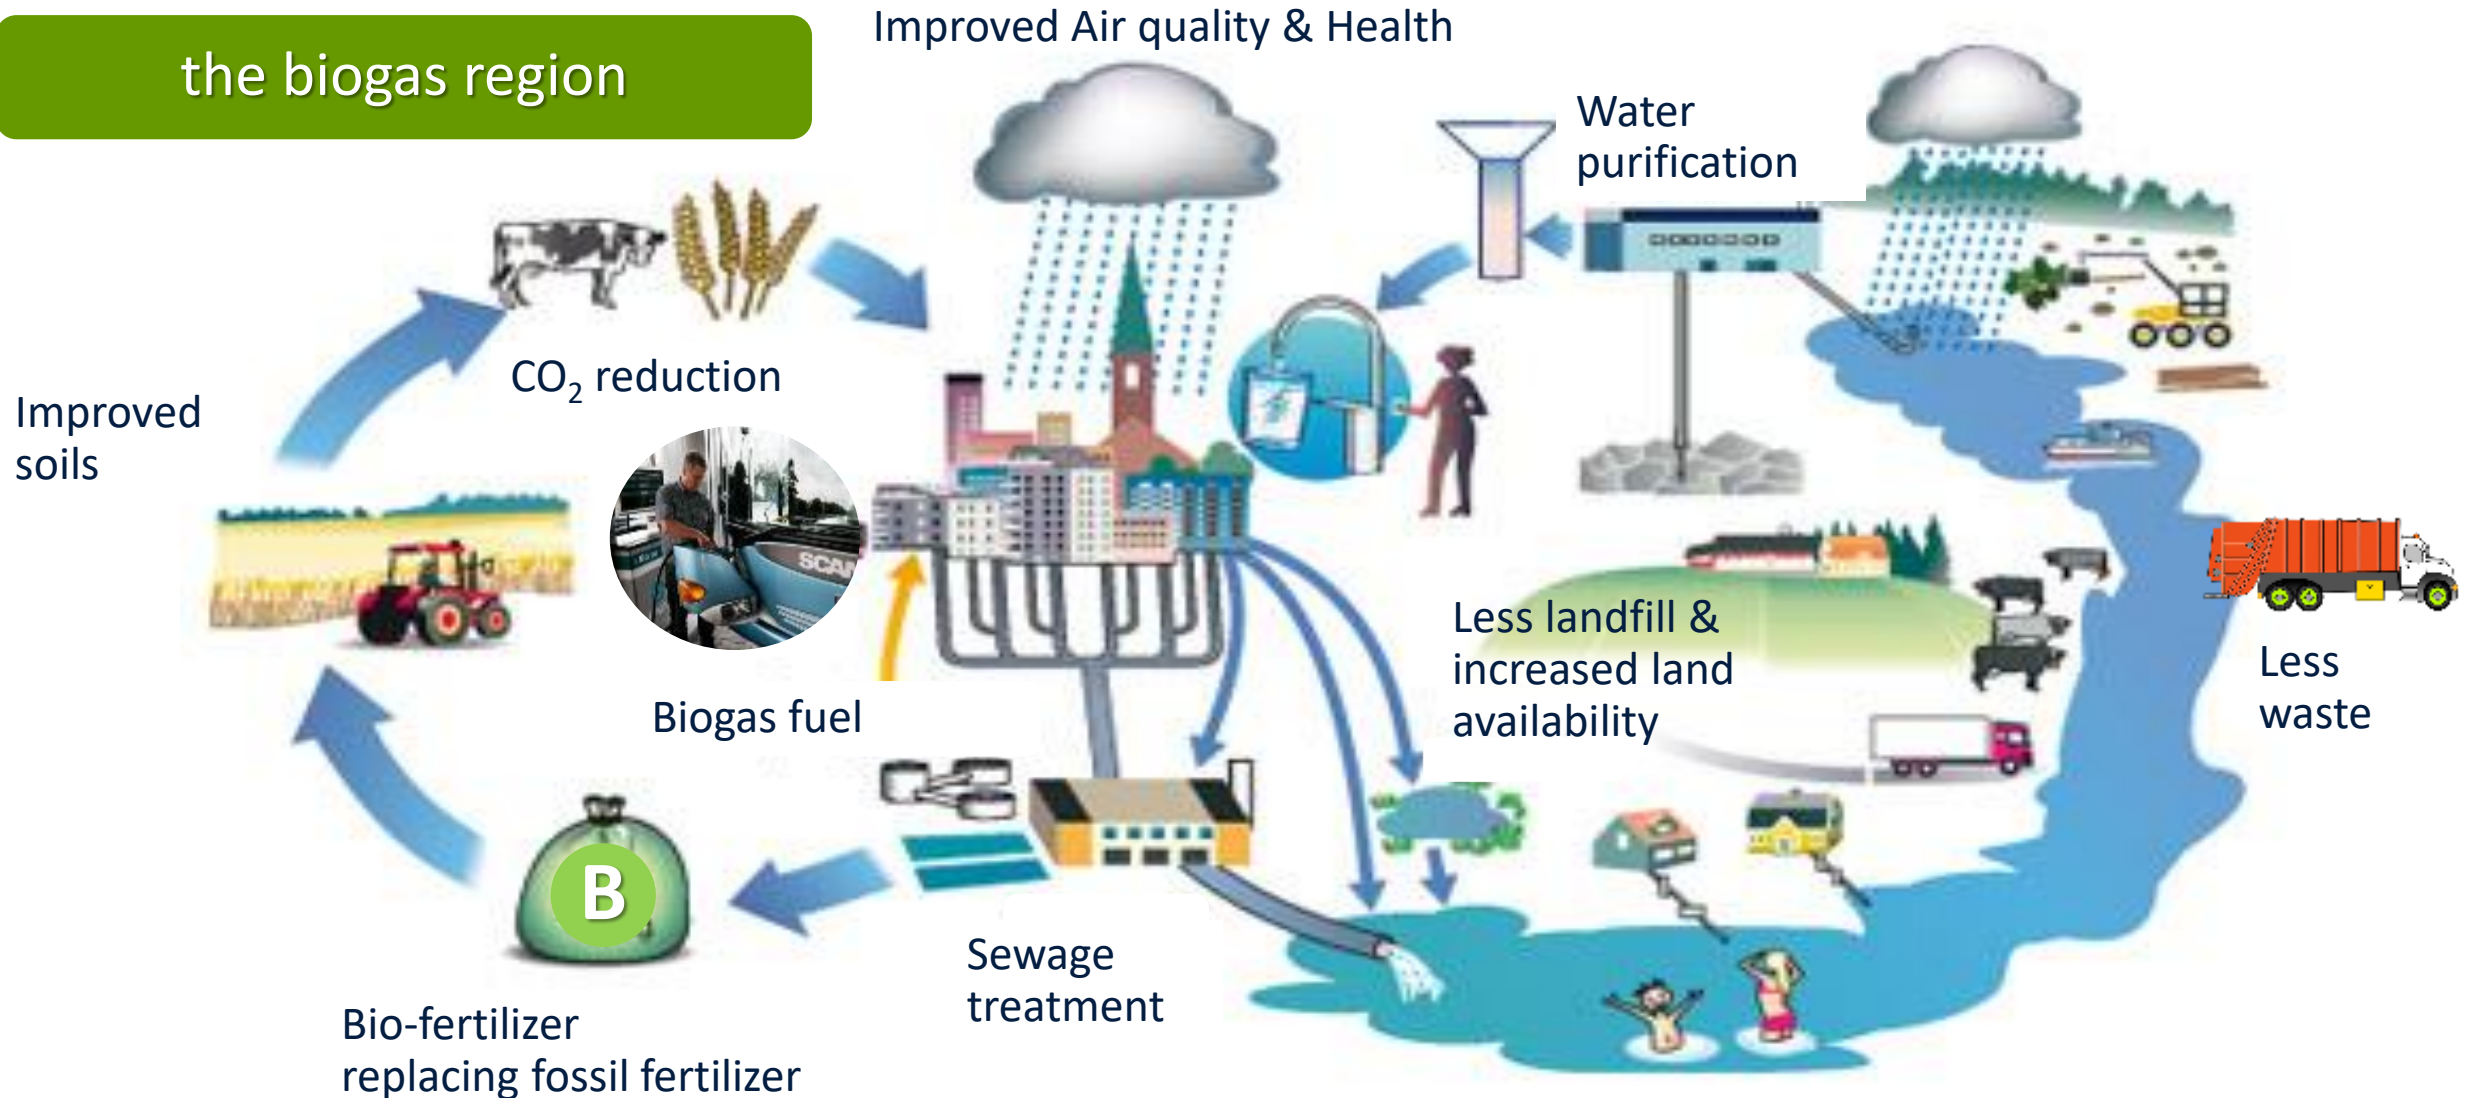 the biogas region
Improved Air quality & Health
Water
purification
CO₂ reduction
Improved
soils
SCAN
Biogas fuel
Less landfill &
increased land
availability
Less
waste
B
Sewage
treatment
Bio-fertilizer
replacing fossil fertilizer